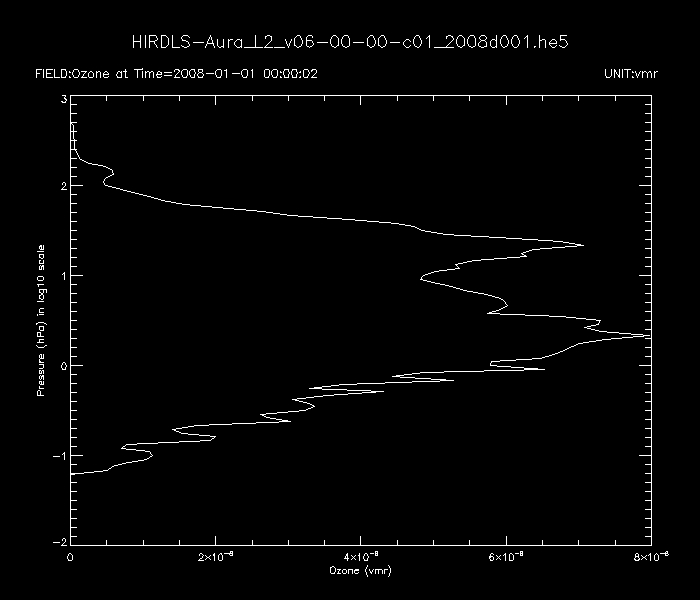 HIRDLS-Aura_L2_v06-00-00-c01_2008d001.he5
FIELD:Ozone at Time=2008-01-01 00:00:02 UNIT:vmr
3
2
1
0
-1
-2
Pressure (hPa) in log10 scale
0 2×10⁻⁶ 4×10⁻⁶ 6×10⁻⁶ 8×10⁻⁶
Ozone (vmr)